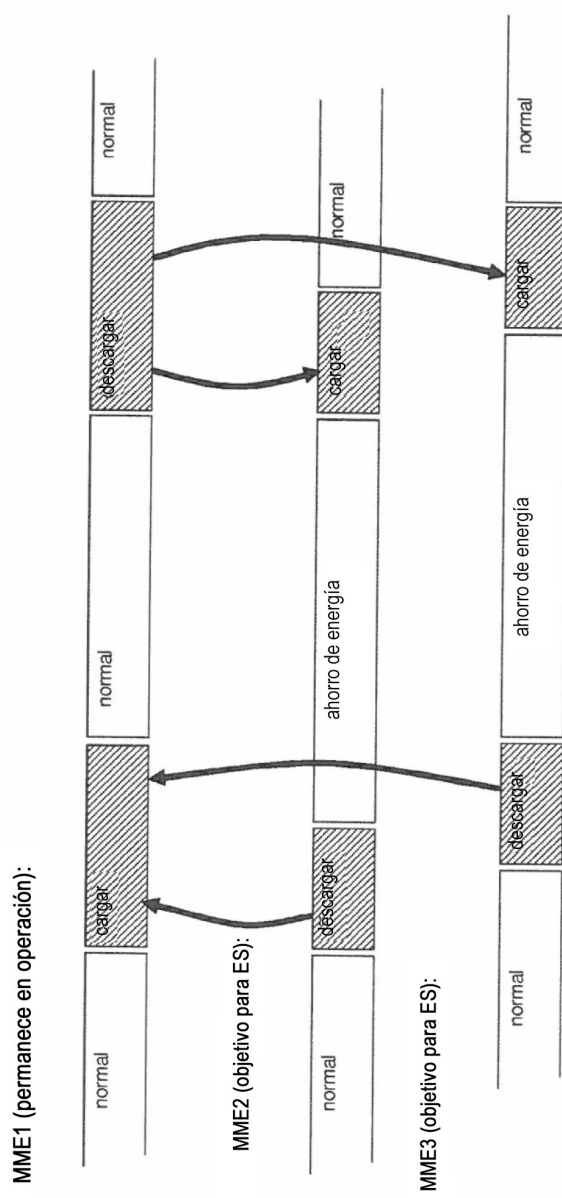 MME1 (permanece en operación):
normal
cargar
normal
descargar
normal
MME2 (objetivo para ES):
normal
descargar
ahorro de energía
cargar
normal
MME3 (objetivo para ES):
normal
descargar
ahorro de energía
cargar
normal